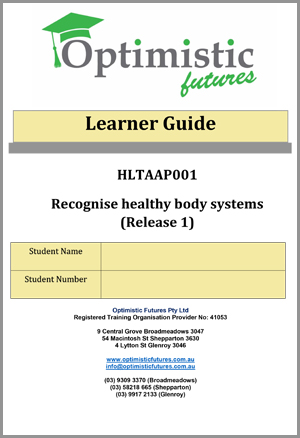 Optimistic
futures
Learner Guide
HLTAAP001
Recognise healthy body systems
(Release 1)
Student Name
Student Number
Optimistic Futures Pty Ltd
Registered Training Organisation Provider No: 41053
9 Central Grove Broadmeadows 3047
54 Macintosh St Shepparton 3630
4 Lytton St Glenroy 3046
www.optimisticfutures.com.au
info@optimisticfutures.com.au
(03) 9309 3370 (Broadmeadows)
(03) 58218 665 (Shepparton)
(03) 9917 2133 (Glenroy)